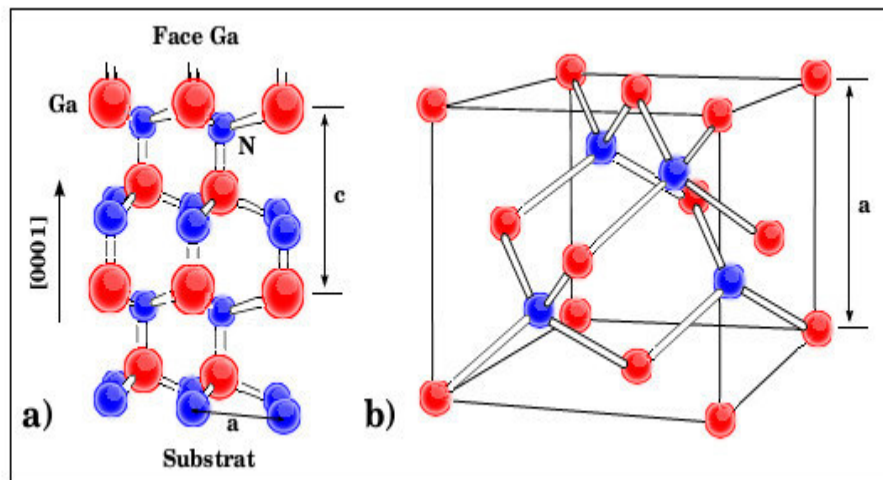 Face Ga
Ga
N
c
[0001]
a
a)
Substrat
b)
a